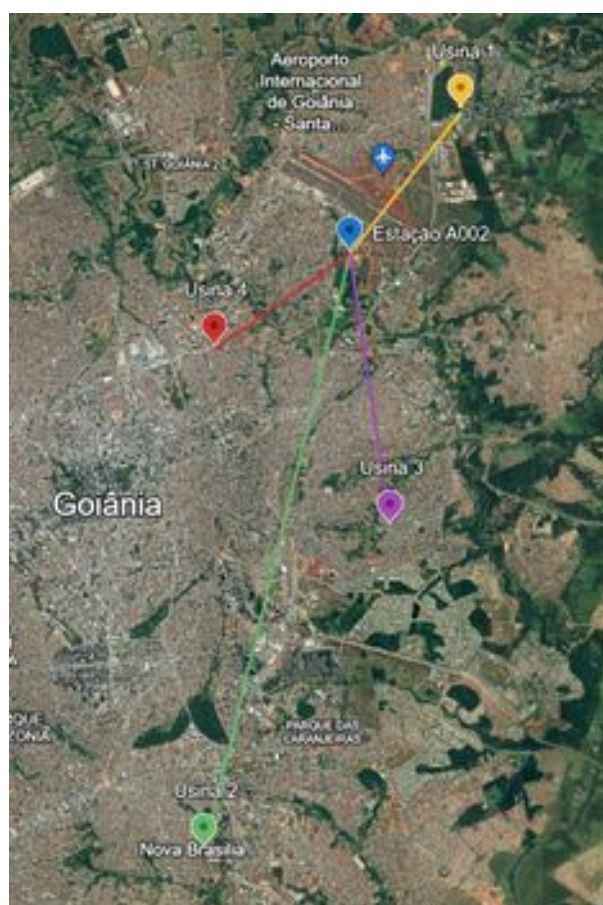 Usina 1
Aeroporto
Internacional
de Goiânia
- Santa...
ST. GOIÂNIA 2
Estação A002
Usina 4
Usina 3
Goiânia
PARQUE DAS
LARANJEIRAS
Usina 2
Nova Brasília